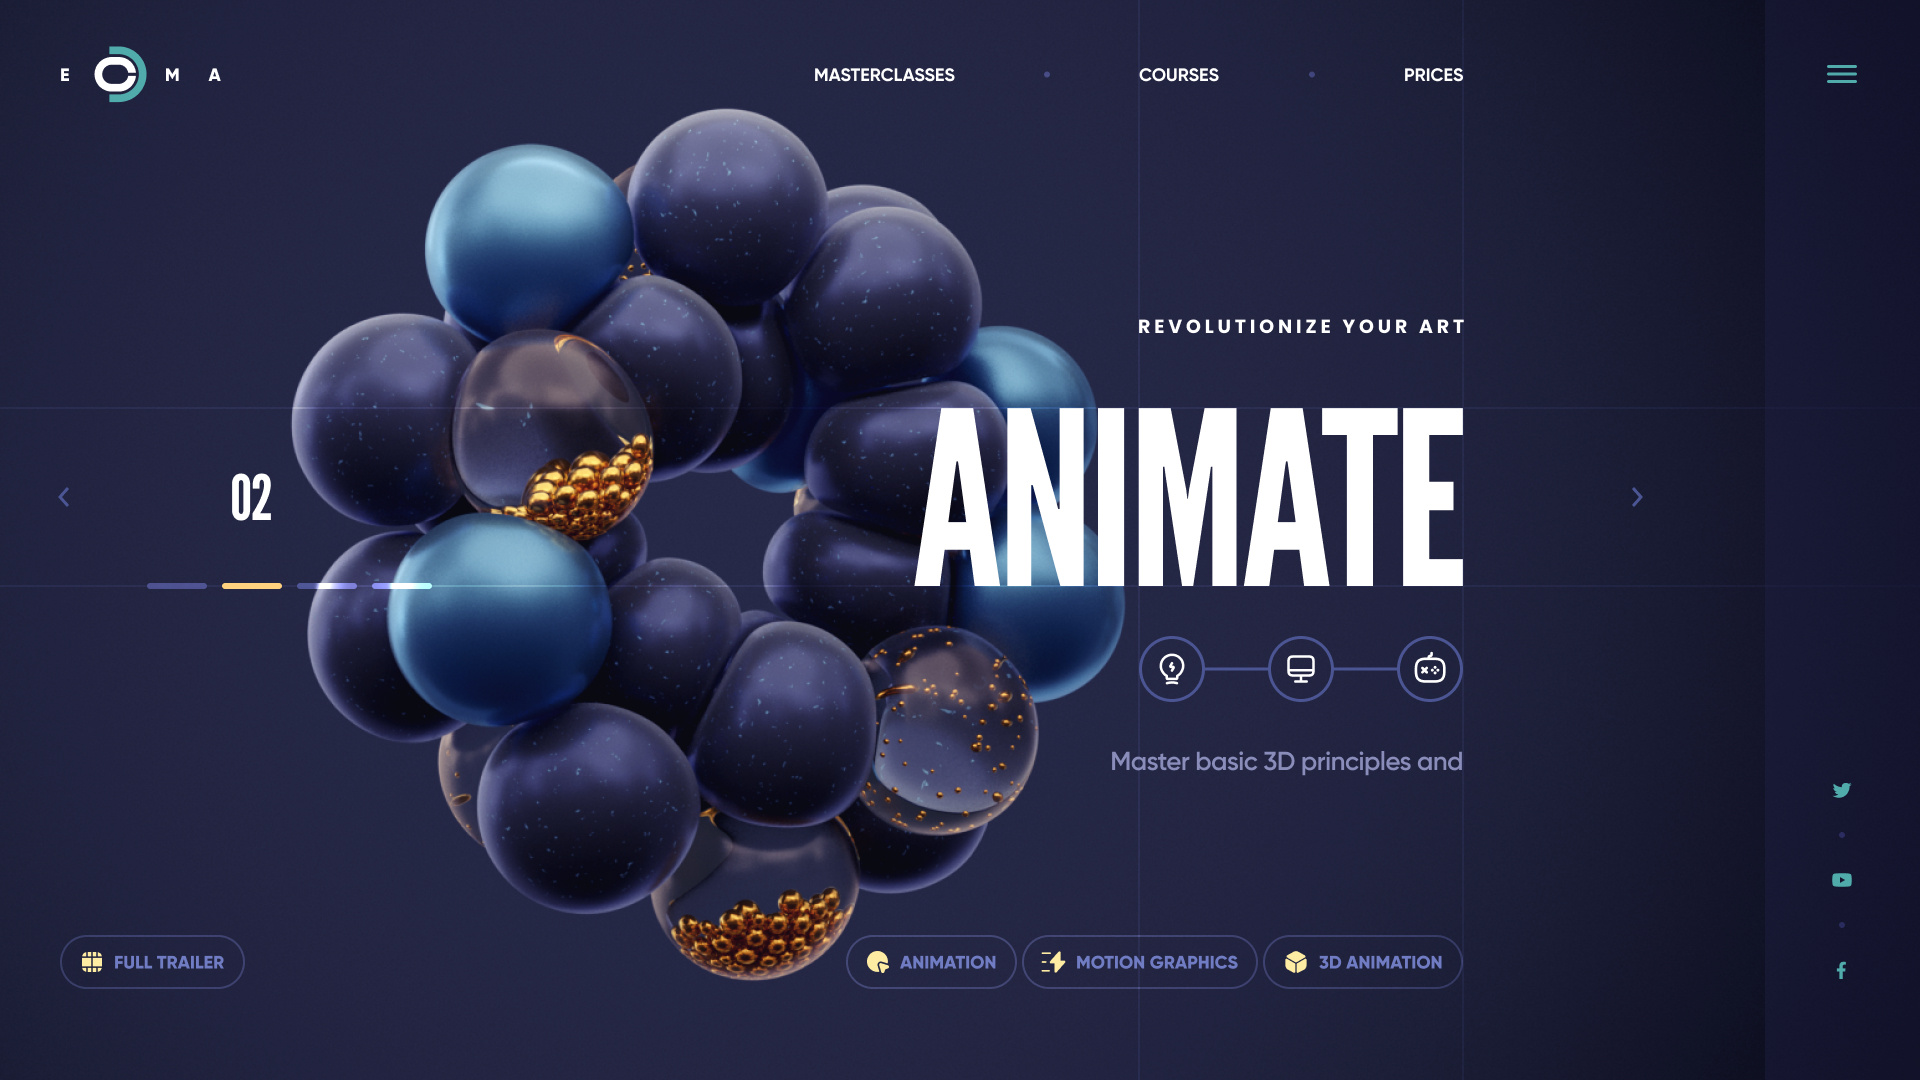 E C M A
MASTERCLASSES
COURSES
PRICES
REVOLUTIONIZE YOUR ART
ANIMATE
02
Master basic 3D principles and
FULL TRAILER
ANIMATION
MOTION GRAPHICS
3D ANIMATION